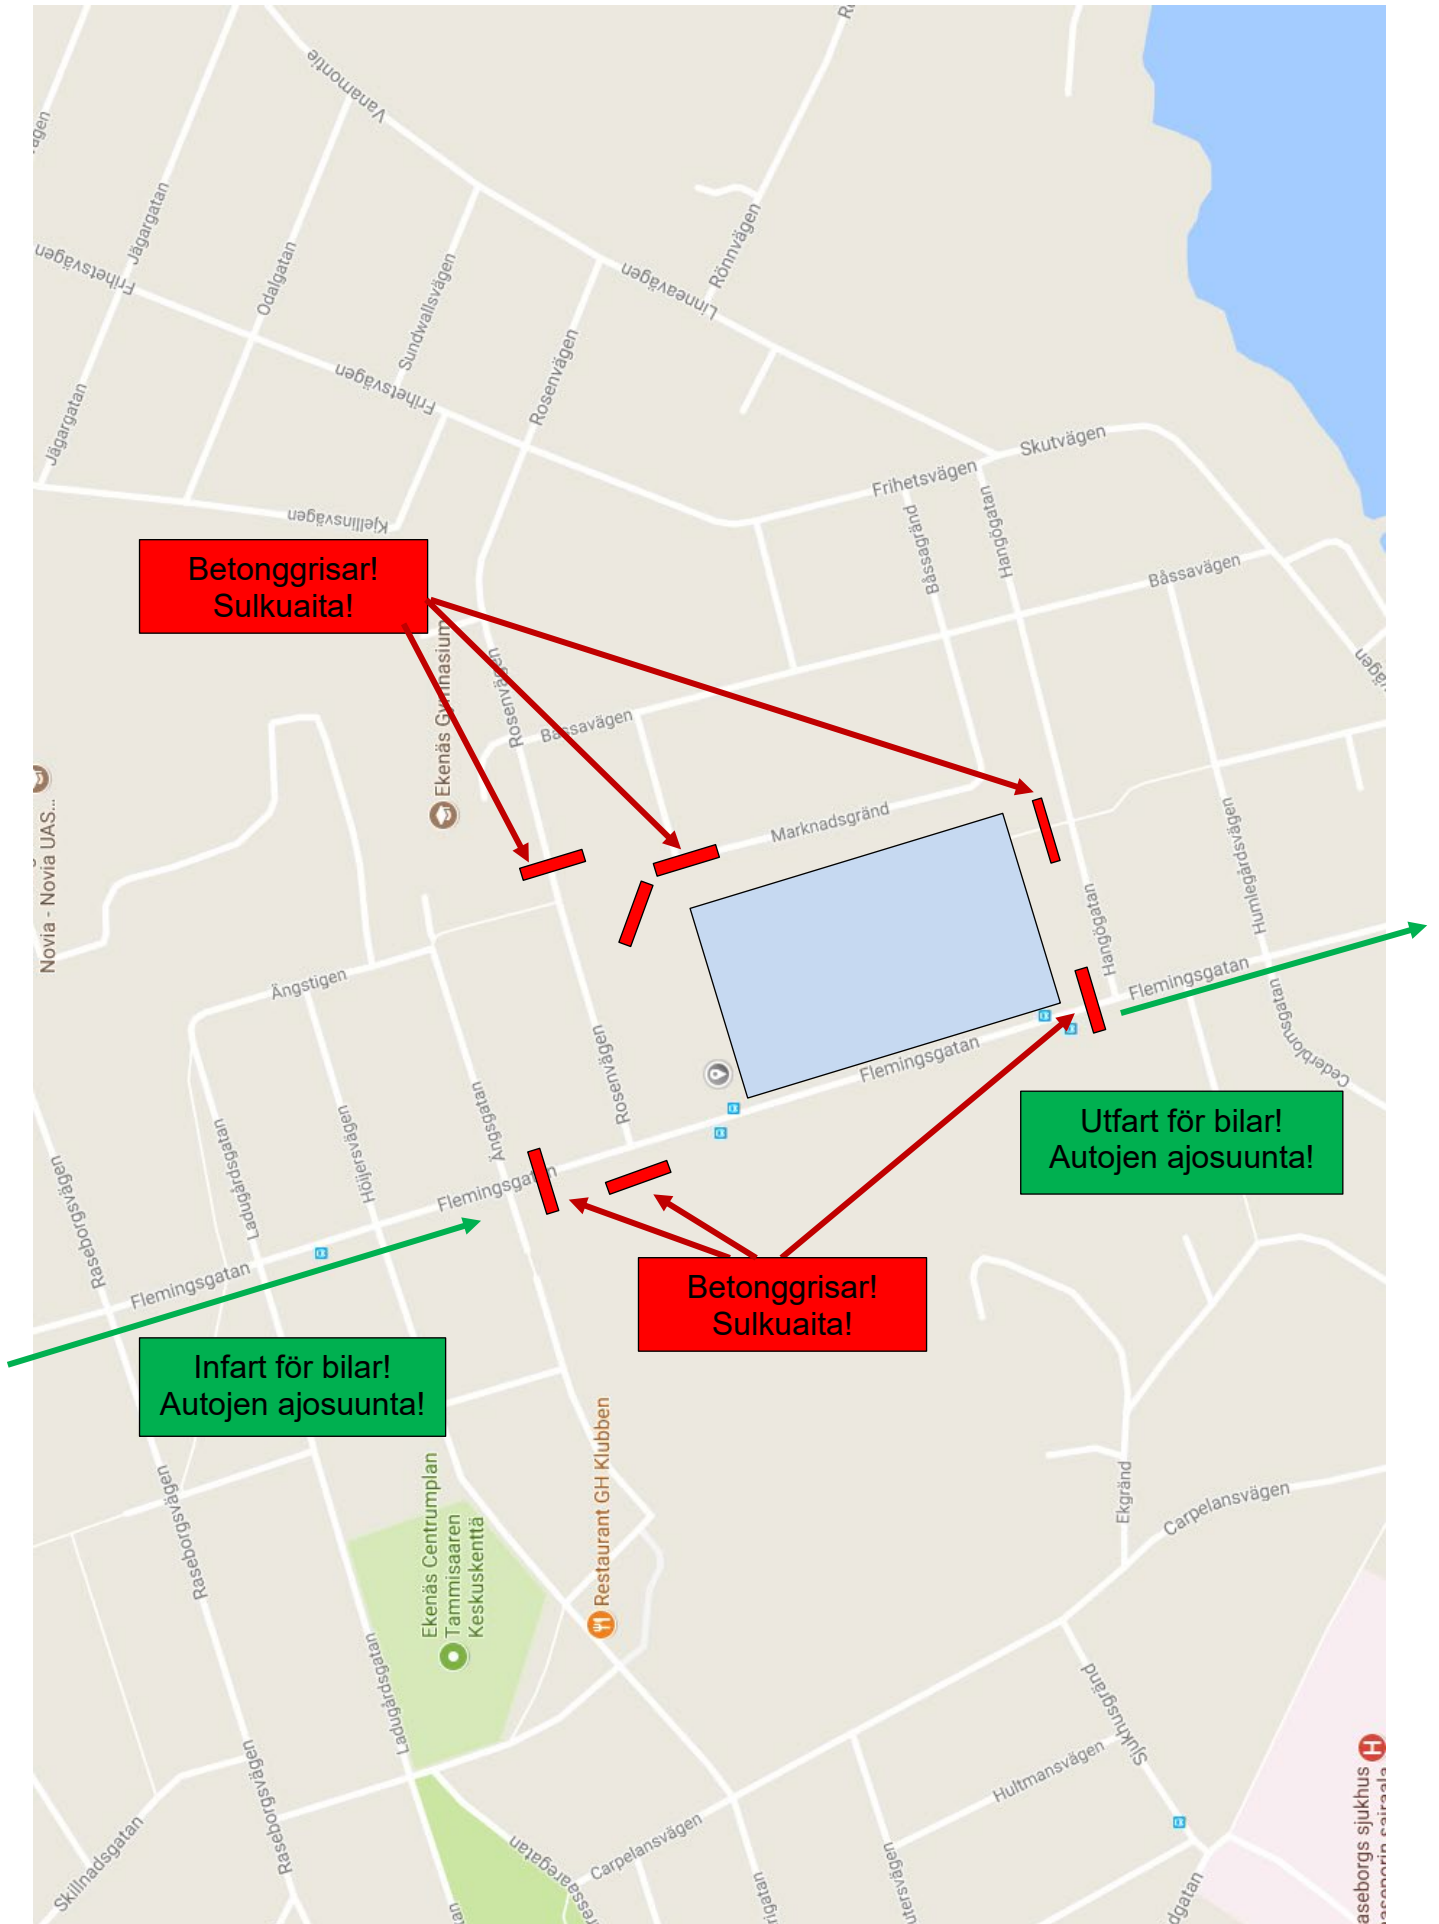 Vanamontie
Jägargatan
Frihetsvägen
Odalgatan
Sundwallsvägen
Rönnvägen
Linneavägen
Rosenvägen
Frihetsvägen
Jägargatan
Skutvägen
Frihetsvägen
Kjellinsvägen
Båssagränd
Hangögatan
Båssavägen
Betonggrisar!
Sulkuaita!
Ekenäs Gymnasium
Rosenvägen
Båssavägen
Novia - Novia UAS...
Marknadsgränd
Humlegårdsvägen
Hangögatan
Ängstigen
Flemingsgatan
Cederblomsgatan
Rosenvägen
Flemingsgatan
Ängsgatan
Höijersvägen
Ladugårdsgatan
Raseborgsvägen
Flemingsgatan
Utfart för bilar!
Autojen ajosuunta!
Flemingsgatan
Betonggrisar!
Sulkuaita!
Infart för bilar!
Autojen ajosuunta!
Restaurant GH Klubben
Ekenäs Centrumplan
Tammisaaren
Keskuskenttä
Raseborgsvägen
Ekgränd
Carpelansvägen
Ladugårdsgatan
Sjukhusgränd
Hultmansvägen
Raseborgsvägen
Skillnadsgatan
Carpelansvägen
H
aseborgs sjukhus